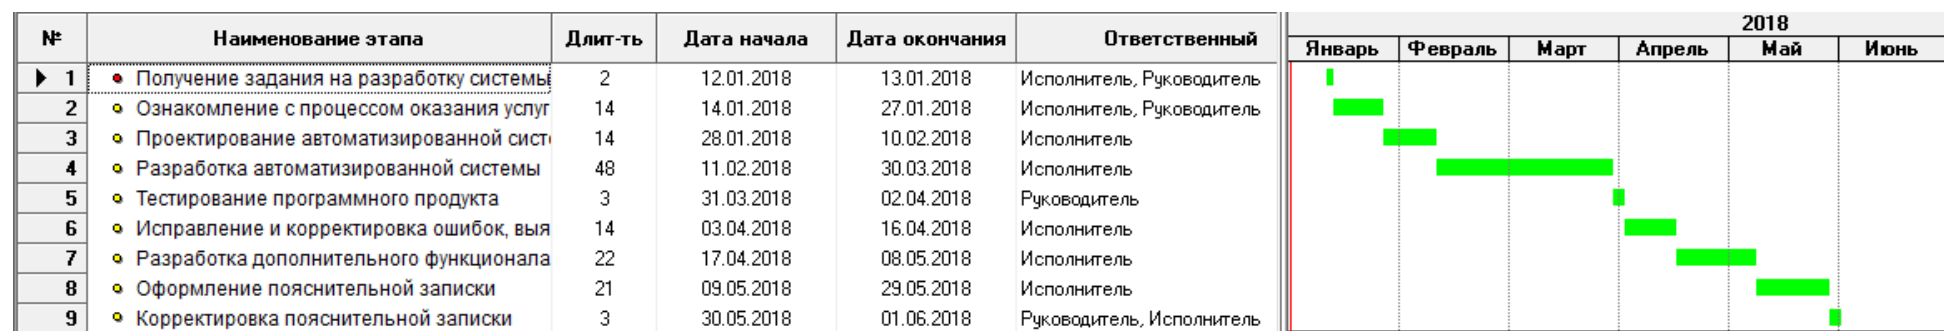 № Наименование этапа Длит-ть Дата начала Дата окончания Ответственный 2018
Январь Февраль Март Апрель Май Июнь
1 Получение задания на разработку системы 2 12.01.2018 13.01.2018 Исполнитель, Руководитель
2 Ознакомление с процессом оказания услуг 14 14.01.2018 27.01.2018 Исполнитель, Руководитель
3 Проектирование автоматизированной сист 14 28.01.2018 10.02.2018 Исполнитель
4 Разработка автоматизированной системы 48 11.02.2018 30.03.2018 Исполнитель
5 Тестирование программного продукта 3 31.03.2018 02.04.2018 Руководитель
6 Исправление и корректировка ошибок, выя 14 03.04.2018 16.04.2018 Исполнитель
7 Разработка дополнительного функционала 22 17.04.2018 08.05.2018 Исполнитель
8 Оформление пояснительной записки 21 09.05.2018 29.05.2018 Исполнитель
9 Корректировка пояснительной записки 3 30.05.2018 01.06.2018 Руководитель, Исполнитель